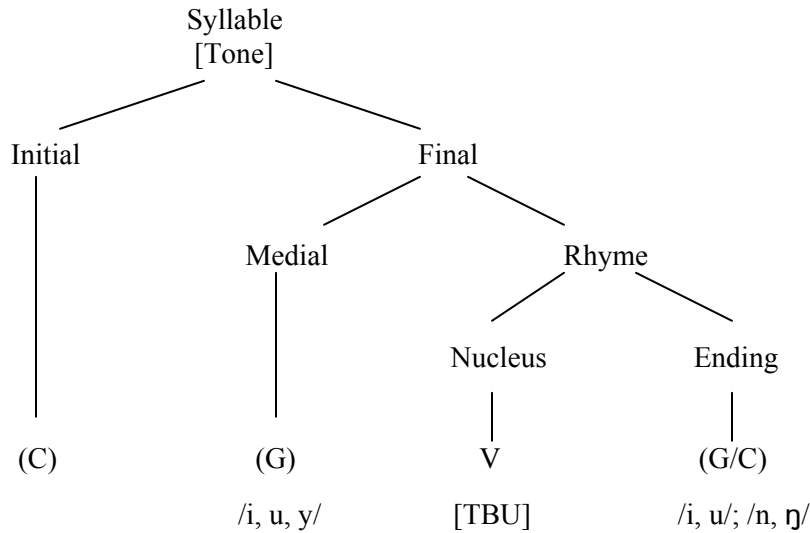 Syllable
[Tone]
Initial Final
Medial Rhyme
Nucleus Ending
(C) (G) V (G/C)
/i, u, y/ [TBU] /i, u/; /n, ŋ/